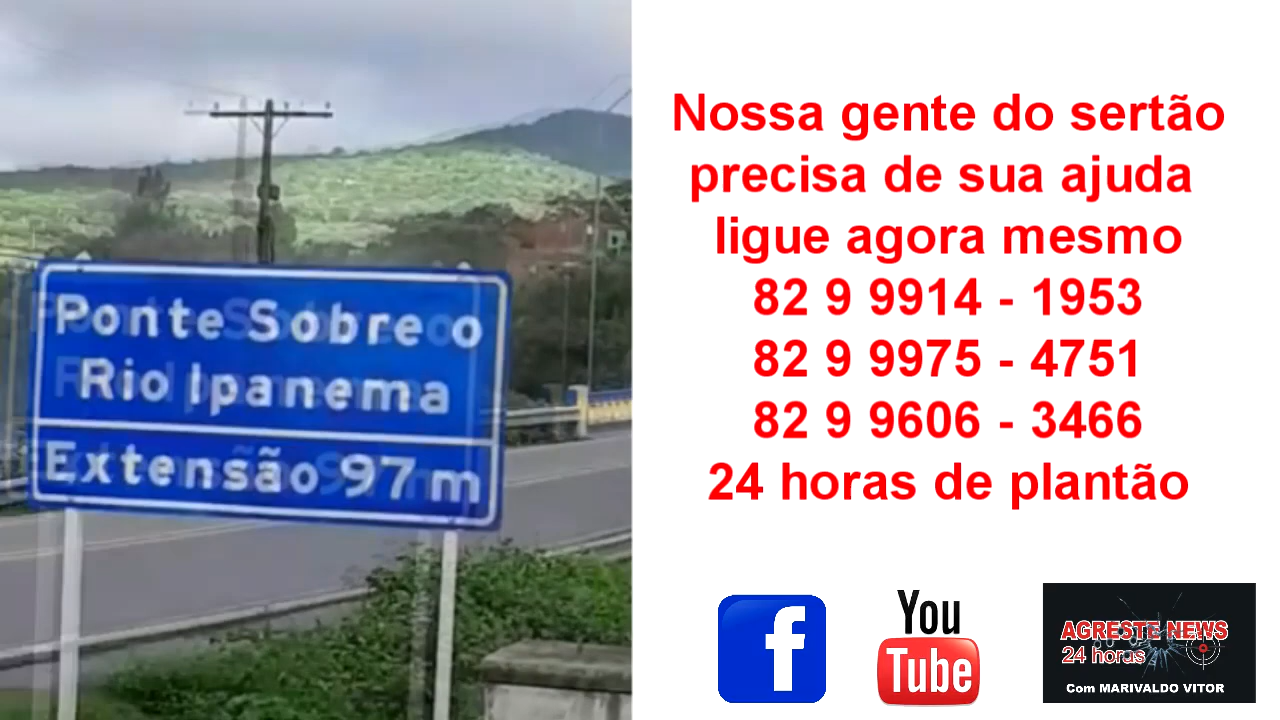 Ponte Sobre o
Rio Ipanema
Extensão 97 m
Nossa gente do sertão
precisa de sua ajuda
ligue agora mesmo
82 9 9914 - 1953
82 9 9975 - 4751
82 9 9606 - 3466
24 horas de plantão
f
You
Tube
AGRESTE NEWS
24 horas
Com MARIVALDO VITOR